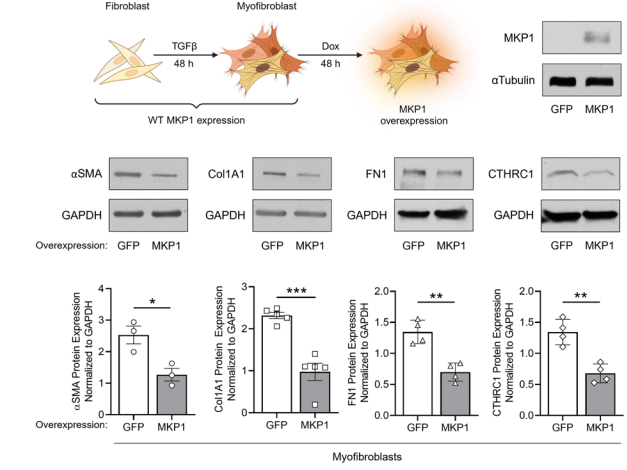 Fibroblast
Myofibroblast
TGFβ
48 h
Dox
48 h
WT MKP1 expression
MKP1
overexpression
MKP1
αTubulin
GFP MKP1
αSMA
GAPDH
Overexpression: GFP MKP1
Col1A1
GAPDH
GFP MKP1
FN1
GAPDH
GFP MKP1
CTHRC1
GAPDH
GFP MKP1
αSMA Protein Expression
Normalized to GAPDH
4
3
2
1
0
*
Overexpression: GFP MKP1
Col1A1 Protein Expression
Normalized to GAPDH
3
2
1
0
***
GFP MKP1
FN1 Protein Expression
Normalized to GAPDH
2.0
1.5
1.0
0.5
0.0
**
GFP MKP1
CTHRC1 Protein Expression
Normalized to GAPDH
2.0
1.5
1.0
0.5
0.0
**
GFP MKP1
Myofibroblasts